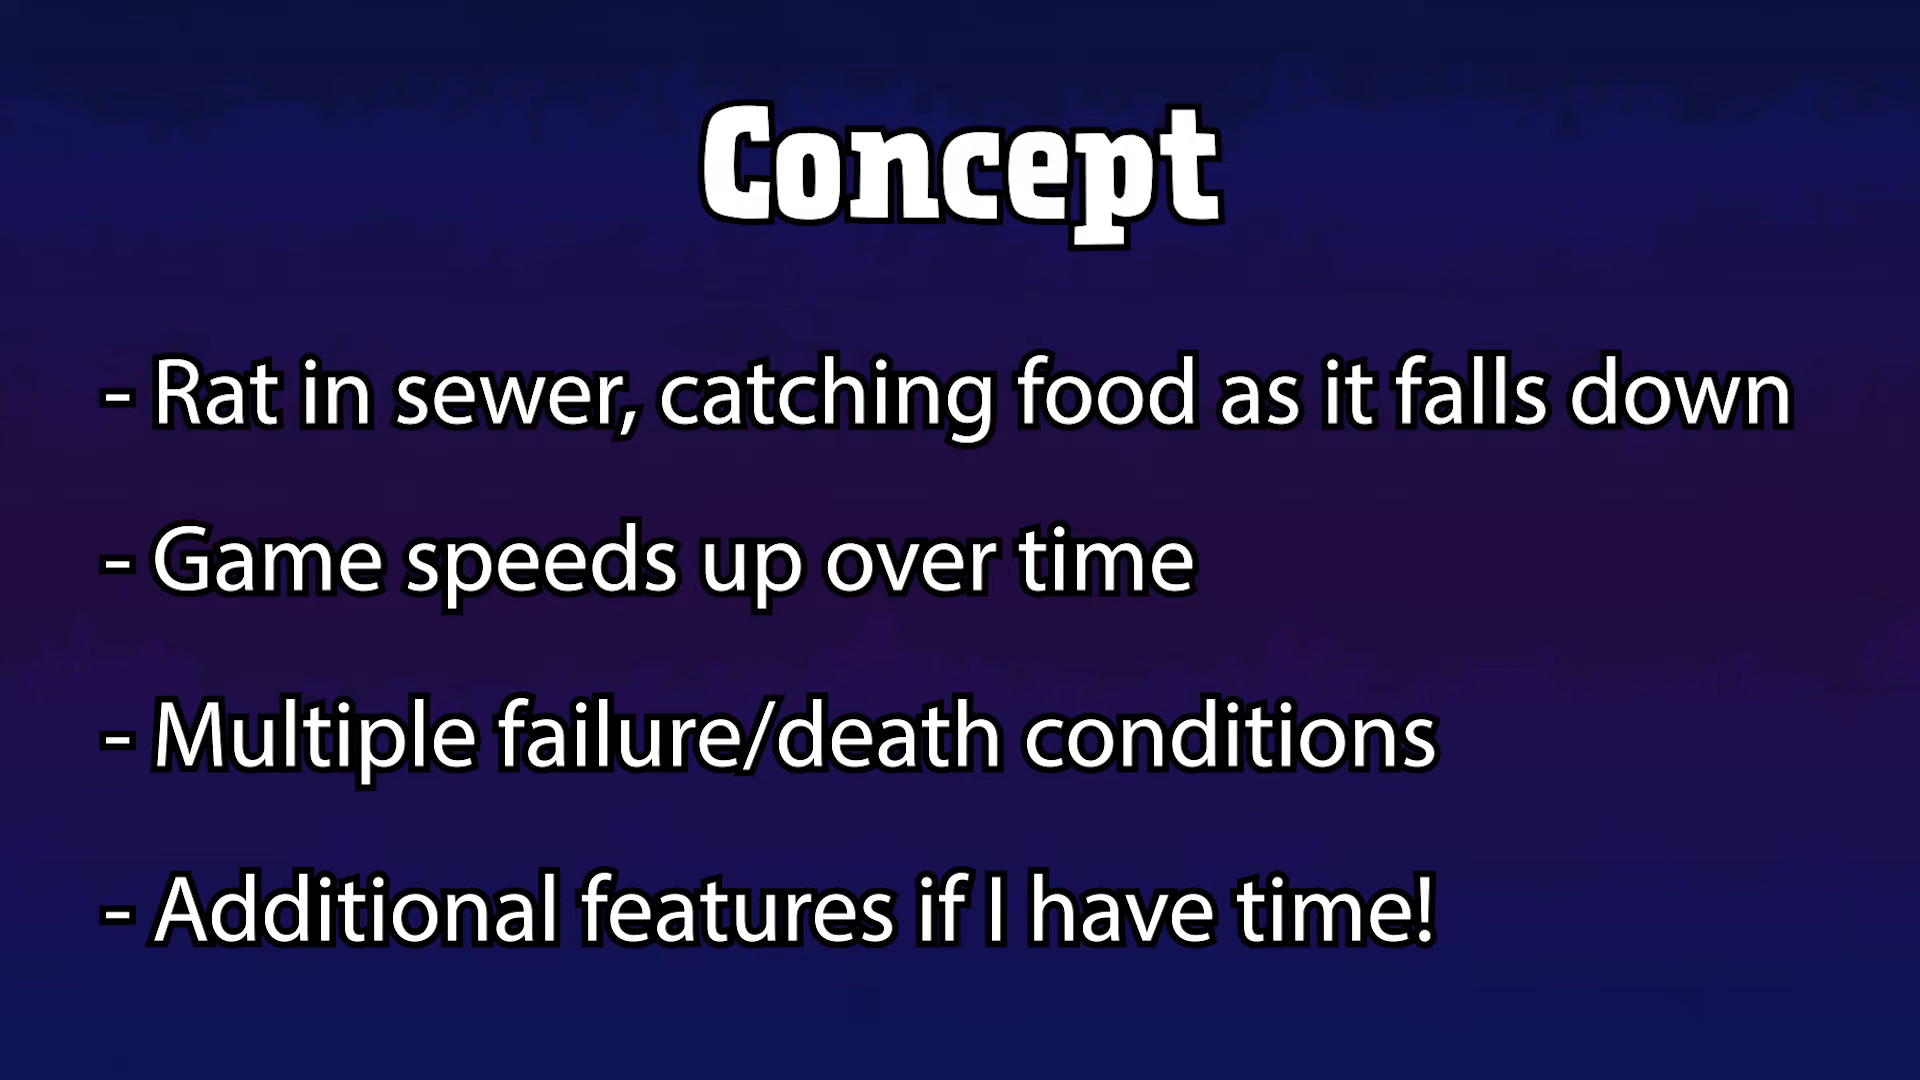 Concept
- Rat in sewer, catching food as it falls down
- Game speeds up over time
- Multiple failure/death conditions
- Additional features if I have time!